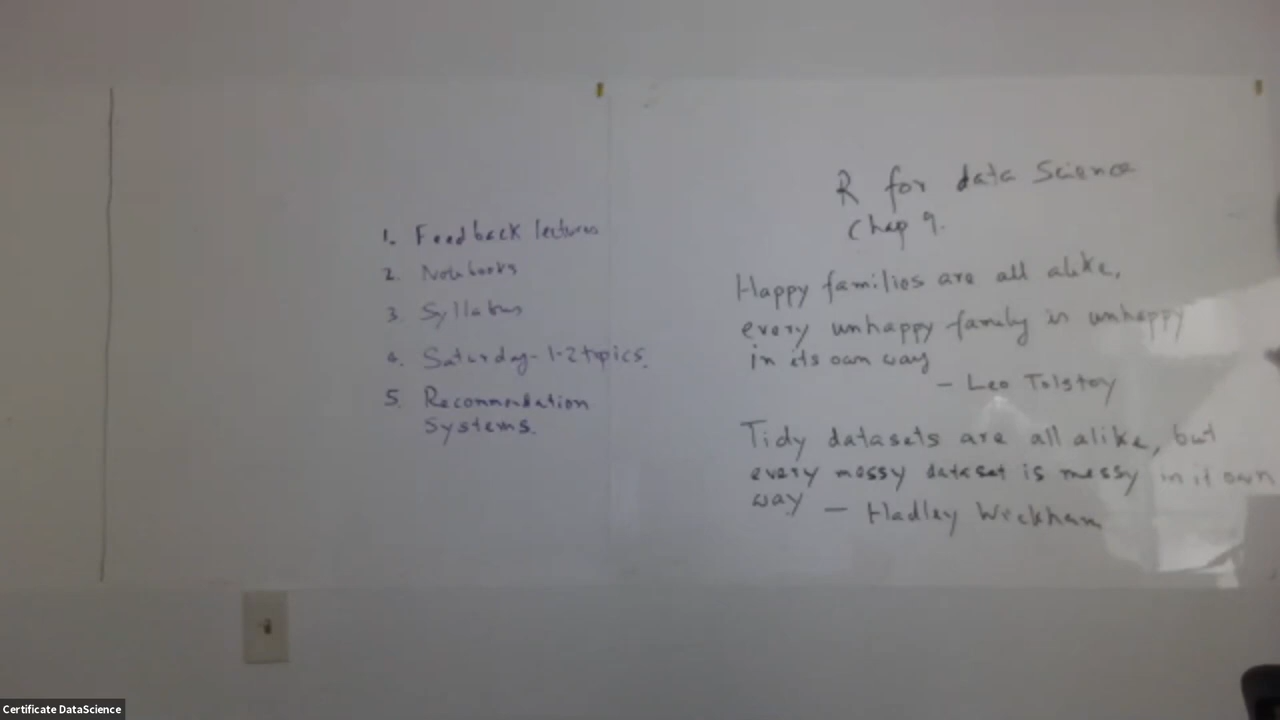 1. Feedback lectures
2. Notebooks
3. Syllabus
4. Saturday - 1-2 topics.
5. Recommendation
Systems.
R for data Science
Chap 9.
Happy families are all alike,
every unhappy family is unhappy
in its own way
- Leo Tolstoy
Tidy datasets are all alike, but
every messy dataset is messy in it own
way - Hadley Weckham
Certificate DataScience